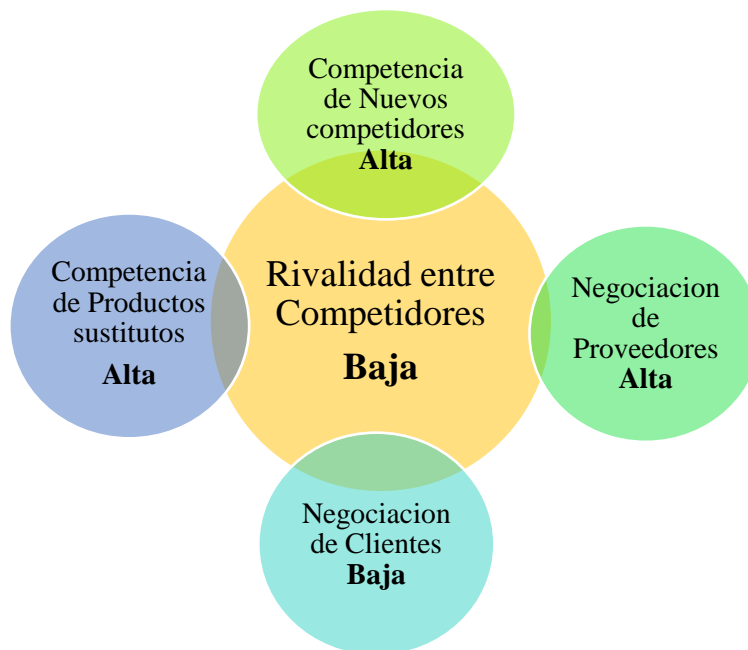 Competencia
de Nuevos
competidores
Alta
Competencia
de Productos
sustitutos
Alta
Rivalidad entre
Competidores
Baja
Negociacion
de
Proveedores
Alta
Negociacion
de Clientes
Baja